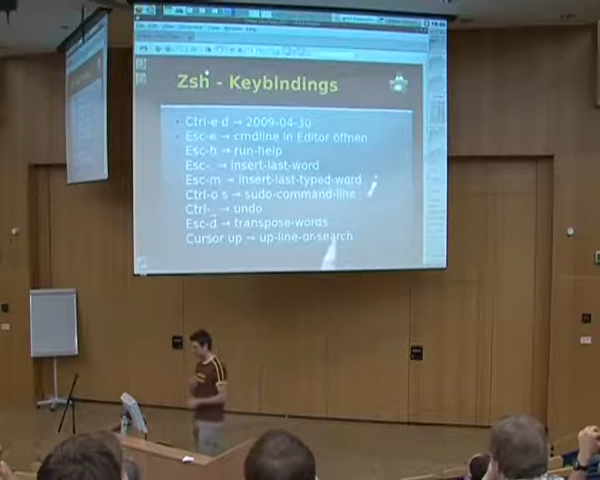 Zsh - Keybindings
Ctrl-e d → 2009-04-30
Esc-e → cmdline in Editor öffnen
Esc-h → run-help
Esc-. → insert-last-word
Esc-m → insert-last-typed-word
Ctrl-o s → sudo-command-line
Ctrl-_ → undo
Esc-d → transpose-words
Cursor up → up-line-or-search